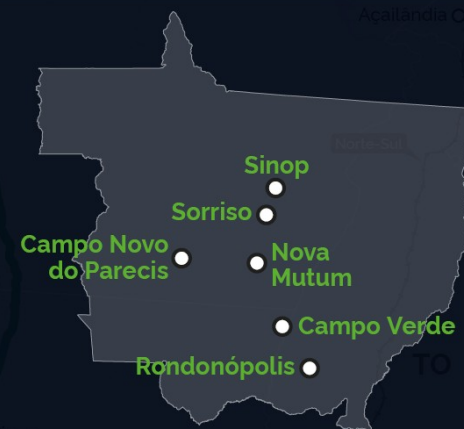 Açailândia
Norte-Sul
Sinop
Sorriso
Campo Novo
do Parecis
Nova
Mutum
Campo Verde
Rondonópolis
TO